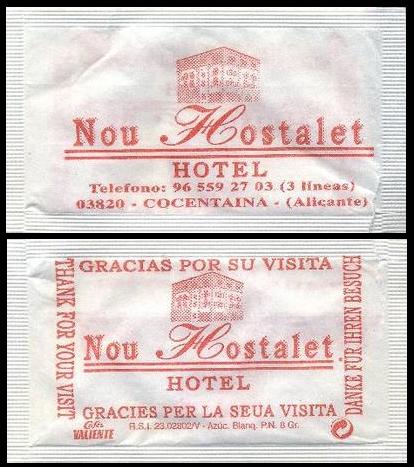 Nou Hostalet
HOTEL
Telefono: 96 559 27 03 (3 lineas)
03820 - COCENTAINA - (Alicante)
GRACIAS POR SU VISITA
THANK FOR YOUR VISIT
DANKE FUR IHREN BESUCH
Nou Hostalet
HOTEL
GRACIES PER LA SEUA VISITA
Cafés
VALIENTE
R.S.I. 23.02802/V - Azúc. Blanq. P.N. 8 Gr.